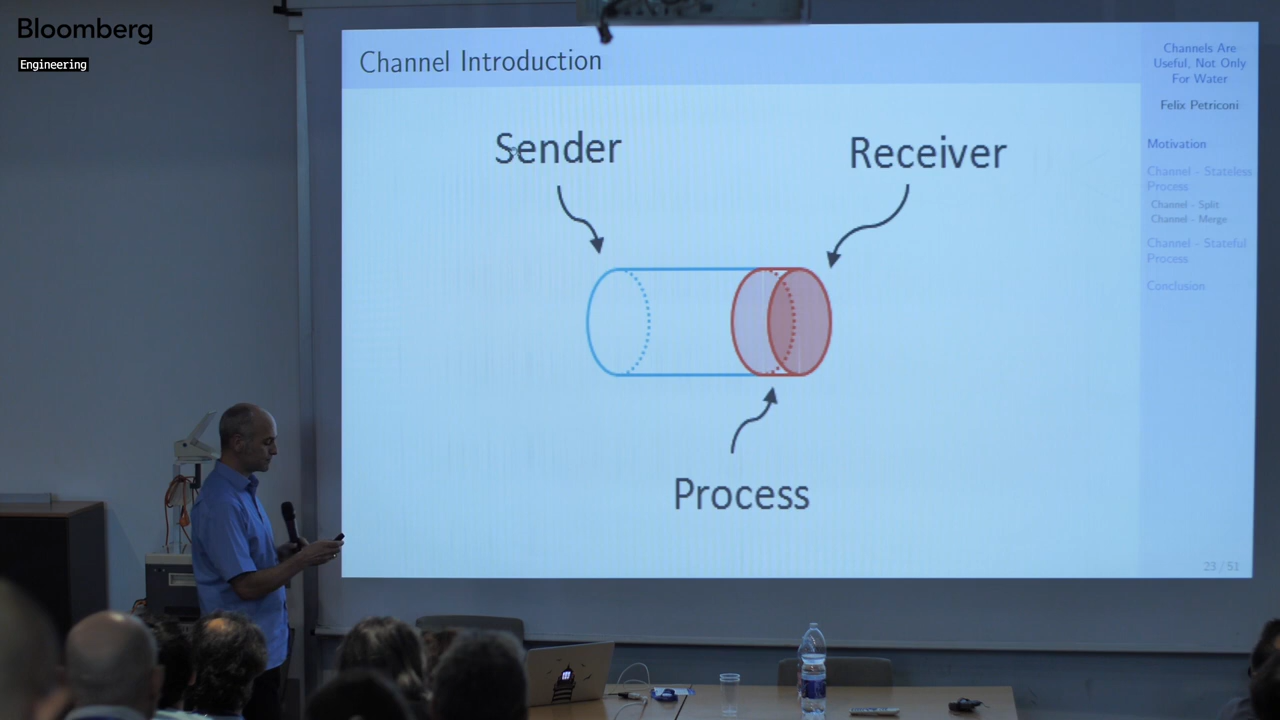 Bloomberg
Engineering
Channel Introduction
Sender
Receiver
Process
Channels Are
Useful, Not Only
For Water
Felix Petriconi
Motivation
Channel - Stateless
Process
Channel - Split
Channel - Merge
Channel - Stateful
Process
Conclusion
23 / 51